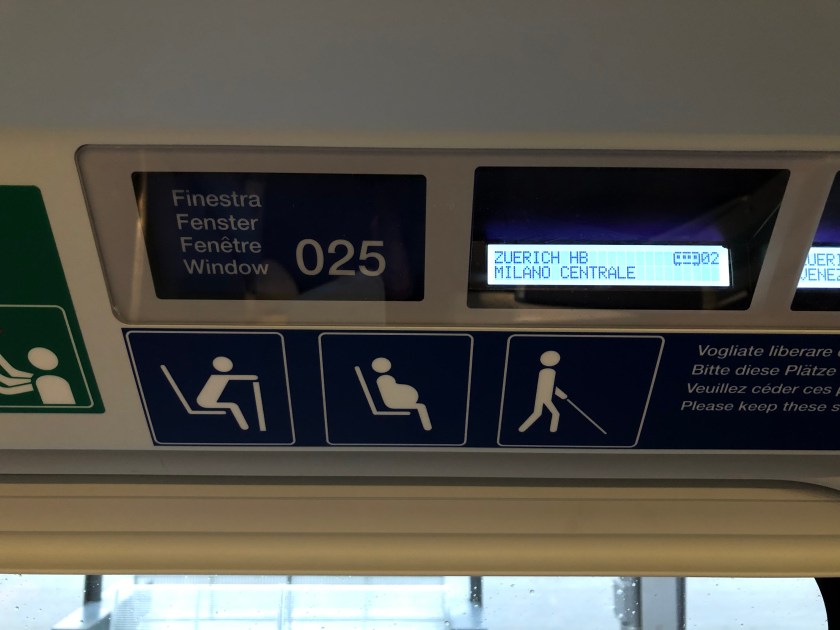 Finestra
Fenster
Fenêtre
Window
025
ZUERICH HB 02
MILANO CENTRALE
Vogliate liberare
Bitte diese Plätze
Veuillez céder ces
Please keep these